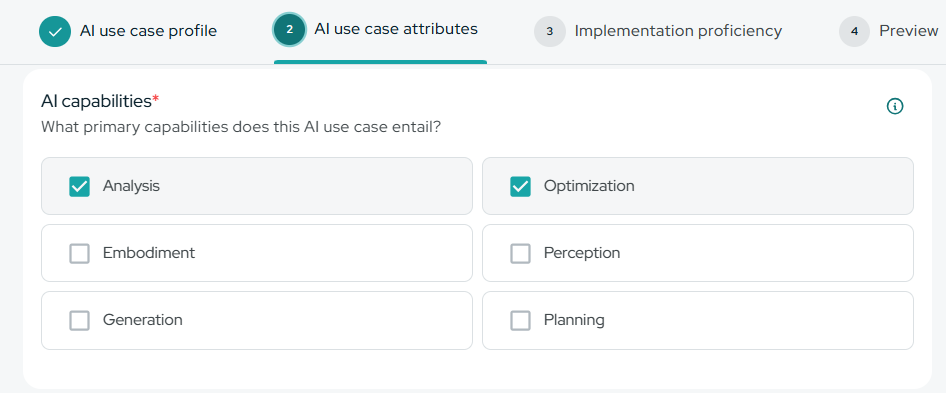 AI use case profile
2 AI use case attributes
3 Implementation proficiency
4 Preview
AI capabilities*
What primary capabilities does this AI use case entail?
Analysis
Optimization
Embodiment
Perception
Generation
Planning